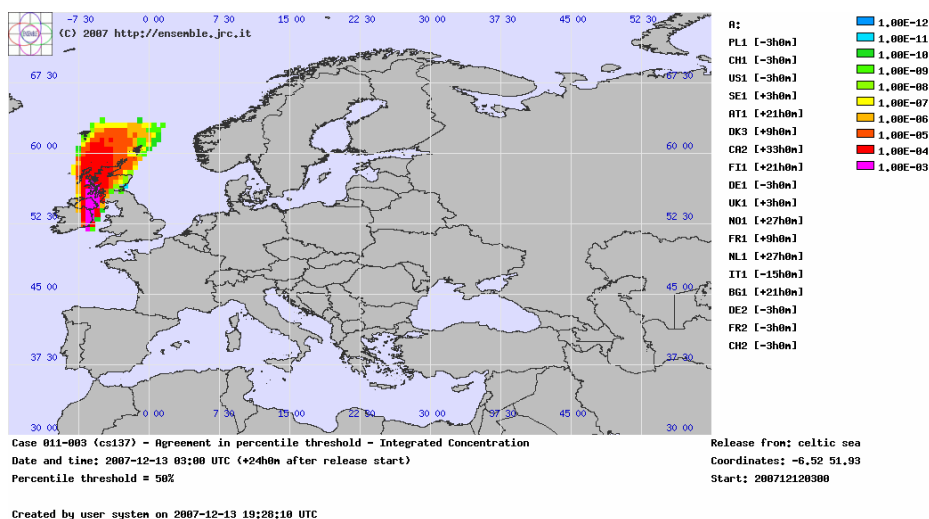 -7 30 0 00 7 30 15 00 22 30 30 00 37 30 45 00 52 30
(C) 2007 http://ensemble.jrc.it
67 30 67 30
60 00 60 00
52 30 52 30
45 00 45 00
37 30 37 30
0 00 7 30 15 00 22 30 30 00 37 30 45 00
30 00 30 00
A:
PL1 [-3h0m]
CH1 [-3h0m]
US1 [-3h0m]
SE1 [+3h0m]
AT1 [+21h0m]
DK3 [+9h0m]
CA2 [+33h0m]
FI1 [+21h0m]
DE1 [-3h0m]
UK1 [+3h0m]
NO1 [+27h0m]
FR1 [+9h0m]
NL1 [+27h0m]
IT1 [-15h0m]
BG1 [+21h0m]
DE2 [-3h0m]
FR2 [-3h0m]
CH2 [-3h0m]
1,00E-12
1,00E-11
1,00E-10
1,00E-09
1,00E-08
1,00E-07
1,00E-06
1,00E-05
1,00E-04
1,00E-03
Case 011-003 (cs137) - Agreement in percentile threshold - Integrated Concentration
Date and time: 2007-12-13 03:00 UTC (+24h0m after release start)
Percentile threshold = 50%
Created by user system on 2007-12-13 19:28:10 UTC
Release from: celtic sea
Coordinates: -6.52 51.93
Start: 200712120300